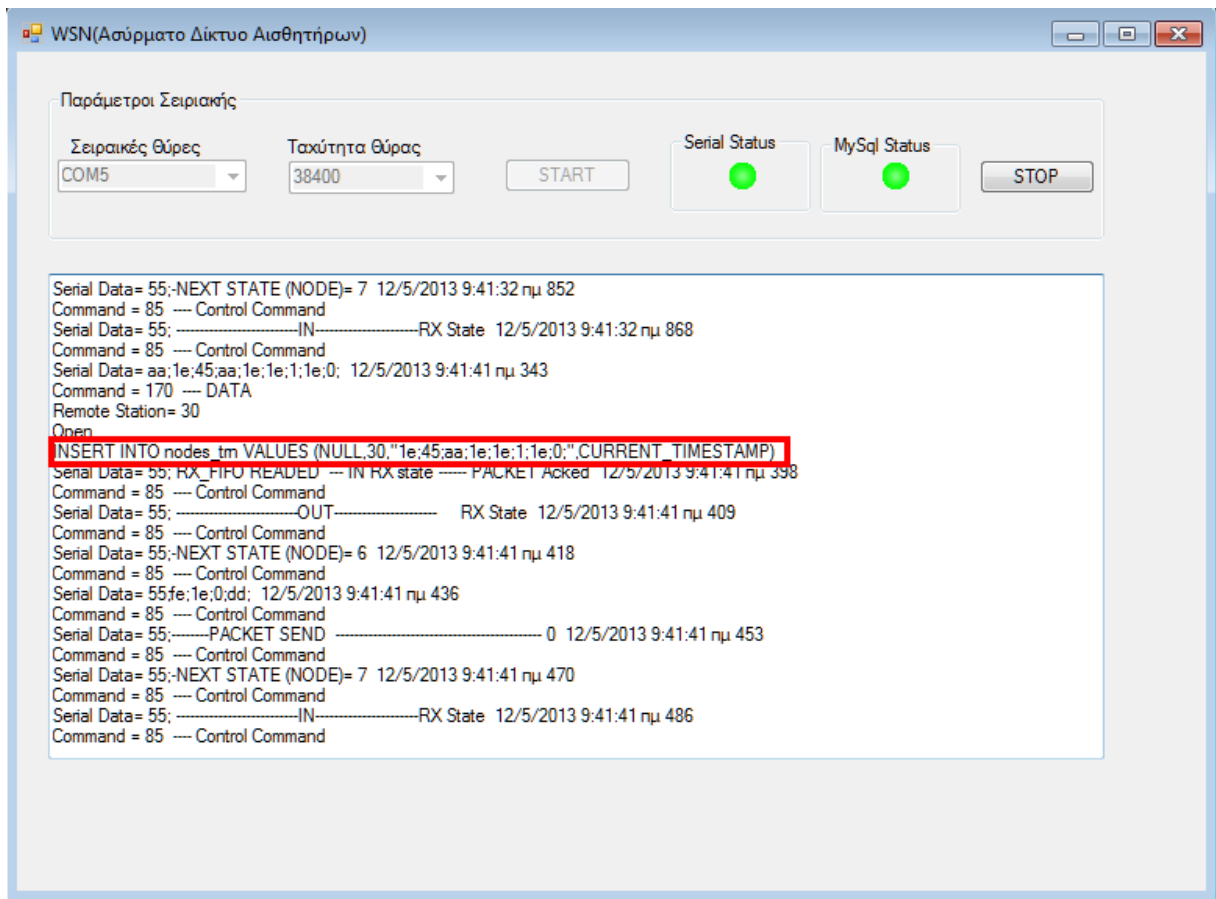 WSN(Ασύρματο Δίκτυο Αισθητήρων)
Παράμετροι Σειριακής
Σειραικές Θύρες
Ταχύτητα Θύρας
Serial Status
MySql Status
COM5
38400
START
STOP
Serial Data= 55;-NEXT STATE (NODE)= 7 12/5/2013 9:41:32 πμ 852
Command = 85 ---- Control Command
Serial Data= 55; --------------------------IN----------------------RX State 12/5/2013 9:41:32 πμ 868
Command = 85 ---- Control Command
Serial Data= aa;1e;45;aa;1e;1e;1;1e;0; 12/5/2013 9:41:41 πμ 343
Command = 170 ---- DATA
Remote Station= 30
Open
INSERT INTO nodes_tm VALUES (NULL,30,"1e;45;aa;1e;1e;1;1e;0;",CURRENT_TIMESTAMP)
Serial Data= 55; RX_FIFO READED --- IN RX state ------ PACKET Acked 12/5/2013 9:41:41 πμ 398
Command = 85 ---- Control Command
Serial Data= 55; --------------------------OUT---------------------- RX State 12/5/2013 9:41:41 πμ 409
Command = 85 ---- Control Command
Serial Data= 55;-NEXT STATE (NODE)= 6 12/5/2013 9:41:41 πμ 418
Command = 85 ---- Control Command
Serial Data= 55;fe;1e;0;dd; 12/5/2013 9:41:41 πμ 436
Command = 85 ---- Control Command
Serial Data= 55;--------PACKET SEND -------------------------------------------- 0 12/5/2013 9:41:41 πμ 453
Command = 85 ---- Control Command
Serial Data= 55;-NEXT STATE (NODE)= 7 12/5/2013 9:41:41 πμ 470
Command = 85 ---- Control Command
Serial Data= 55; --------------------------IN----------------------RX State 12/5/2013 9:41:41 πμ 486
Command = 85 ---- Control Command